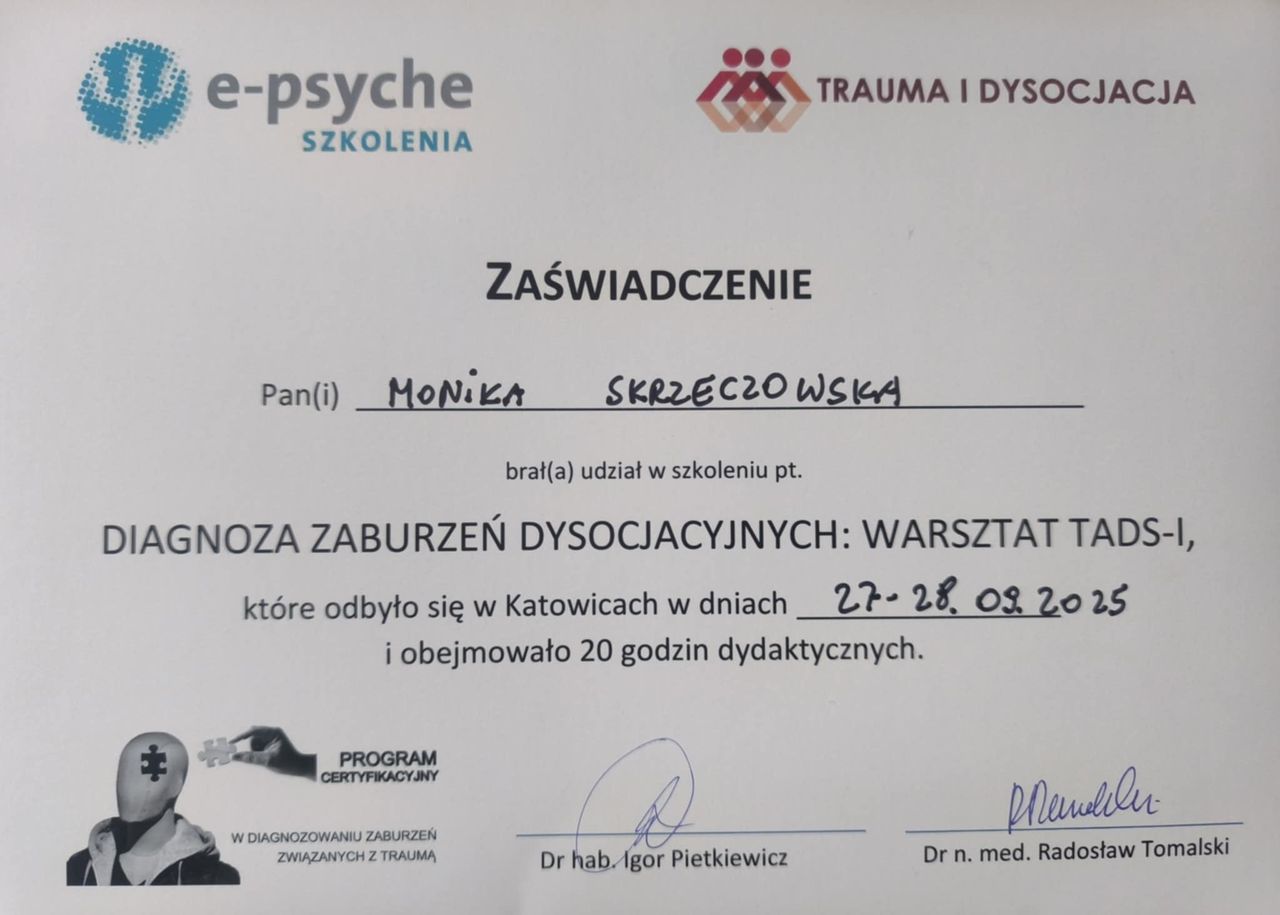 e-psyche
SZKOLENIA
TRAUMA I DYSOCJACJA
ZAŚWIADCZENIE
Pan(i) MONIKA SKRZECZOWSKA
brał(a) udział w szkoleniu pt.
DIAGNOZA ZABURZEŃ DYSOCJACYJNYCH: WARSZTAT TADS-I,
które odbyło się w Katowicach w dniach 27-28.09.2025
i obejmowało 20 godzin dydaktycznych.
PROGRAM
CERTYFIKACYJNY
W DIAGNOZOWANIU ZABURZEŃ
ZWIĄZANYCH Z TRAUMĄ
Dr hab. Igor Pietkiewicz
Dr n. med. Radosław Tomalski